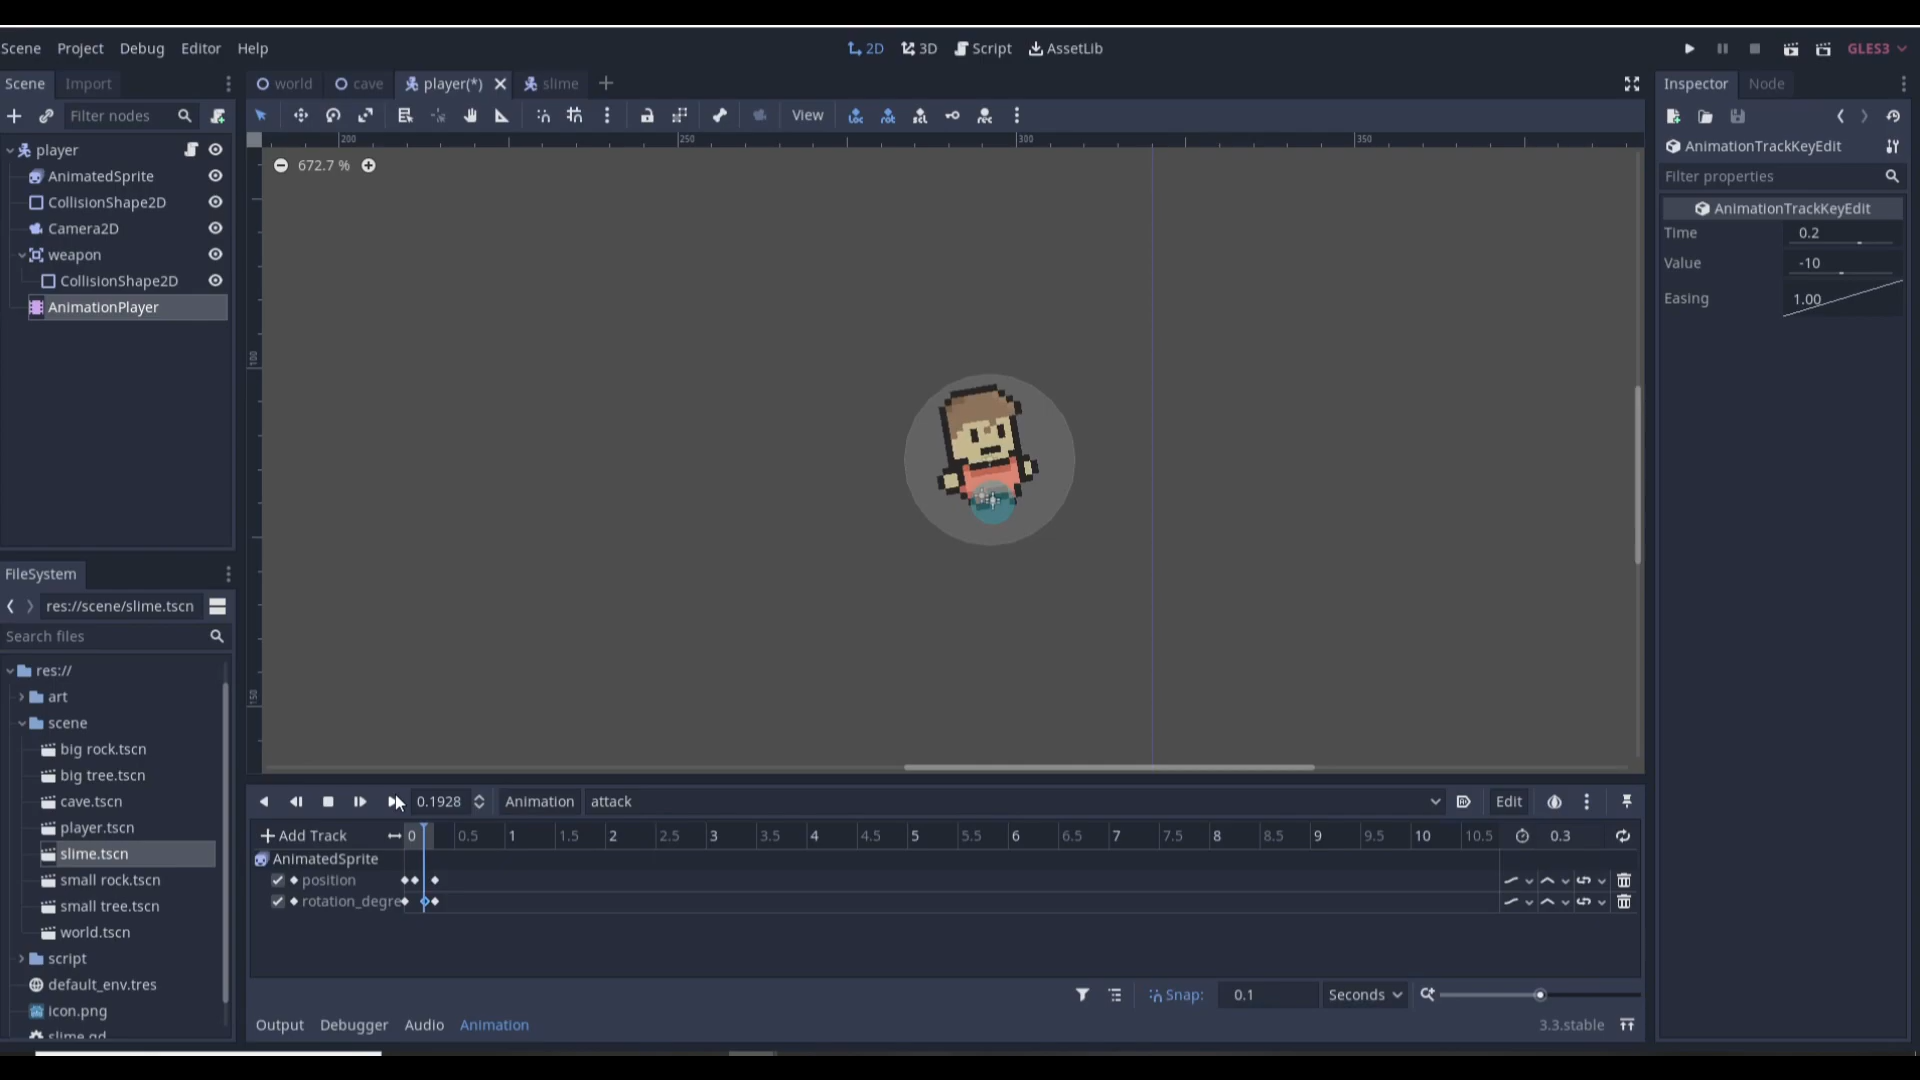 Scene Project Debug Editor Help
2D 3D Script AssetLib
GLES3
Scene Import
world cave player(*) slime
Inspector Node
Filter nodes
View
AnimationTrackKeyEdit
Filter properties
AnimationTrackKeyEdit
Time 0.2
Value -10
Easing 1.00
player
AnimatedSprite
CollisionShape2D
Camera2D
weapon
CollisionShape2D
AnimationPlayer
200 250 300 350
672.7 %
100
150
FileSystem
res://scene/slime.tscn
Search files
res://
art
scene
big rock.tscn
big tree.tscn
cave.tscn
player.tscn
slime.tscn
small rock.tscn
small tree.tscn
world.tscn
script
default_env.tres
icon.png
slime.gd
0.1928 Animation attack Edit
Add Track 0 0.5 1 1.5 2 2.5 3 3.5 4 4.5 5 5.5 6 6.5 7 7.5 8 8.5 9 9.5 10 10.5 0.3
AnimatedSprite
position
rotation_degre
Snap: 0.1 Seconds
Output Debugger Audio Animation 3.3.stable